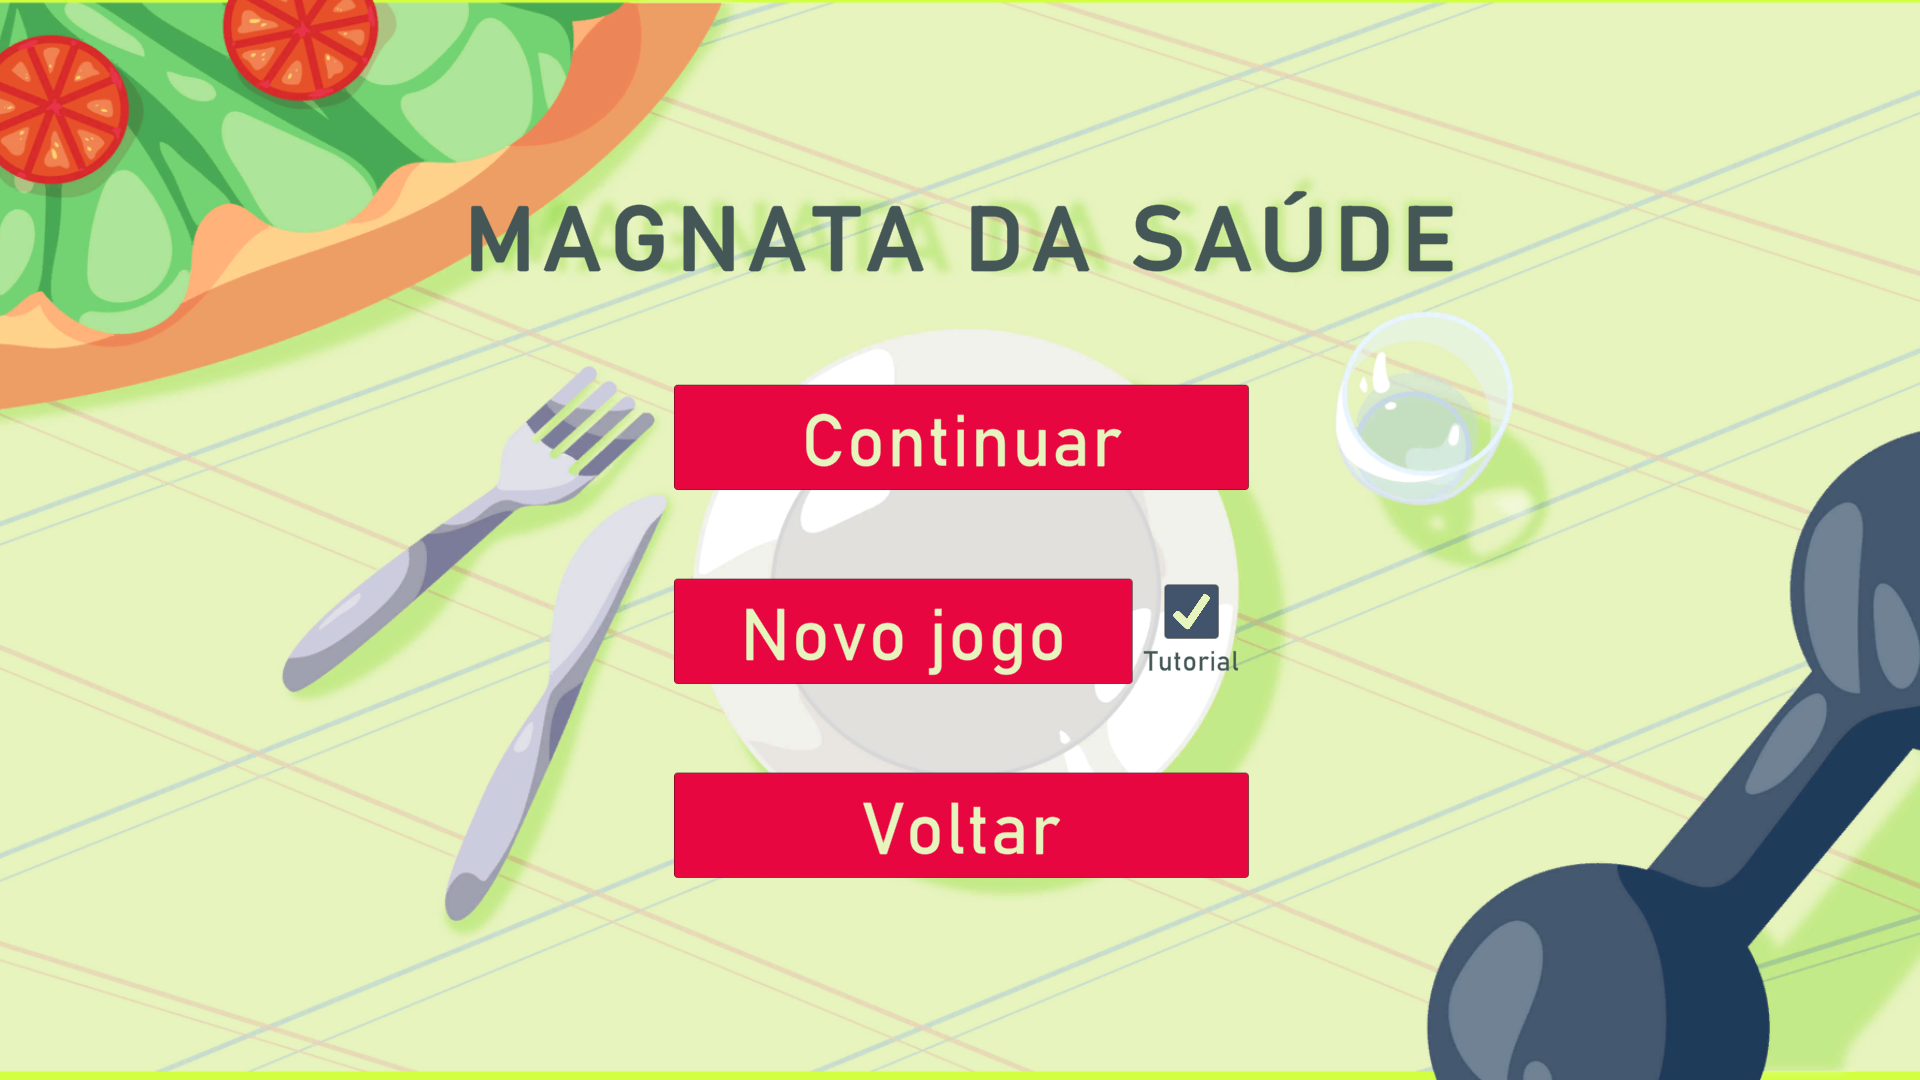 MAGNATA DA SAÚDE
Continuar
Novo jogo
Tutorial
Voltar